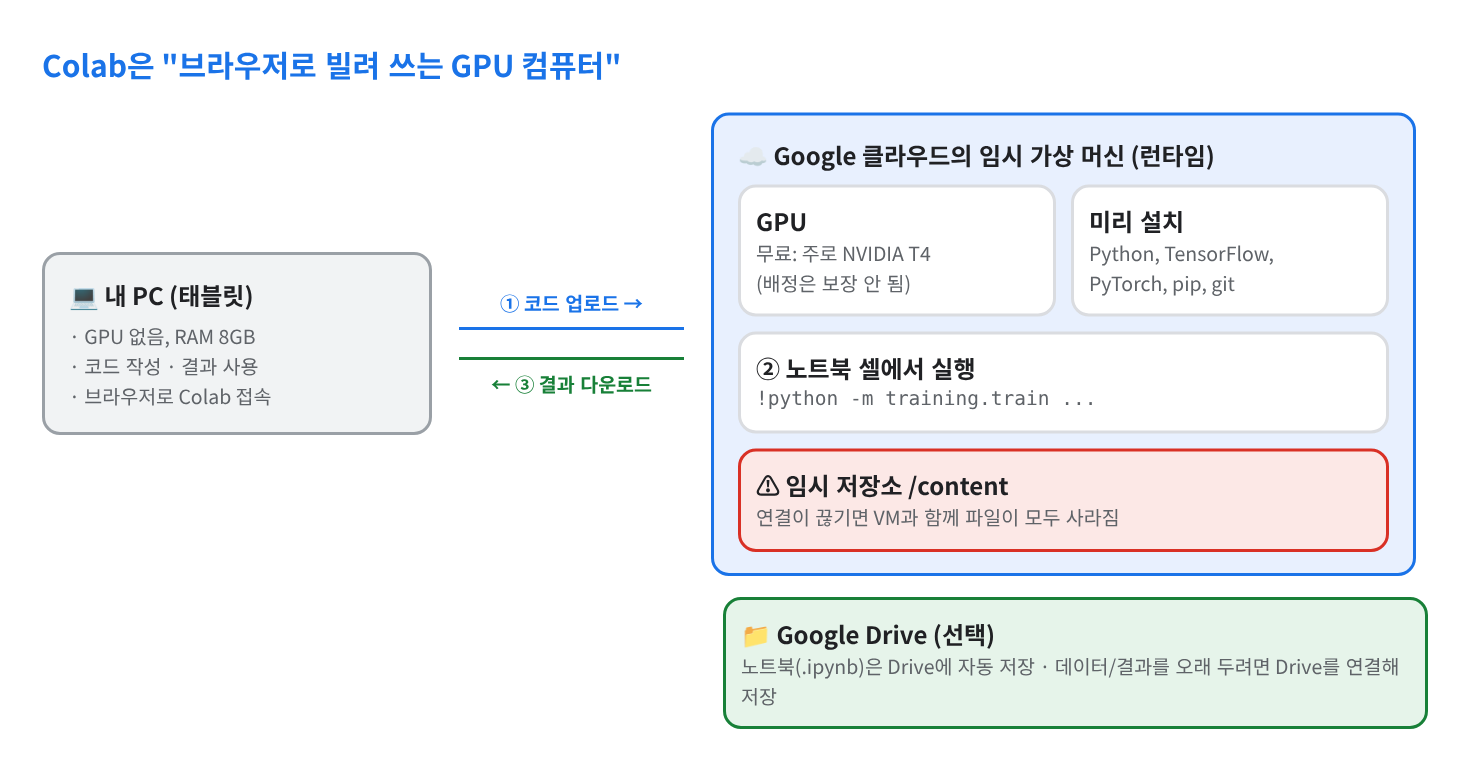 Colab은 "브라우저로 빌려 쓰는 GPU 컴퓨터"
💻 내 PC (태블릿)
· GPU 없음, RAM 8GB
· 코드 작성 · 결과 사용
· 브라우저로 Colab 접속
① 코드 업로드 →
← ③ 결과 다운로드
☁️ Google 클라우드의 임시 가상 머신 (런타임)
GPU
무료: 주로 NVIDIA T4
(배정은 보장 안 됨)
미리 설치
Python, TensorFlow,
PyTorch, pip, git
② 노트북 셀에서 실행
!python -m training.train ...
⚠ 임시 저장소 /content
연결이 끊기면 VM과 함께 파일이 모두 사라짐
📁 Google Drive (선택)
노트북(.ipynb)은 Drive에 자동 저장 · 데이터/결과를 오래 두려면 Drive를 연결해
저장